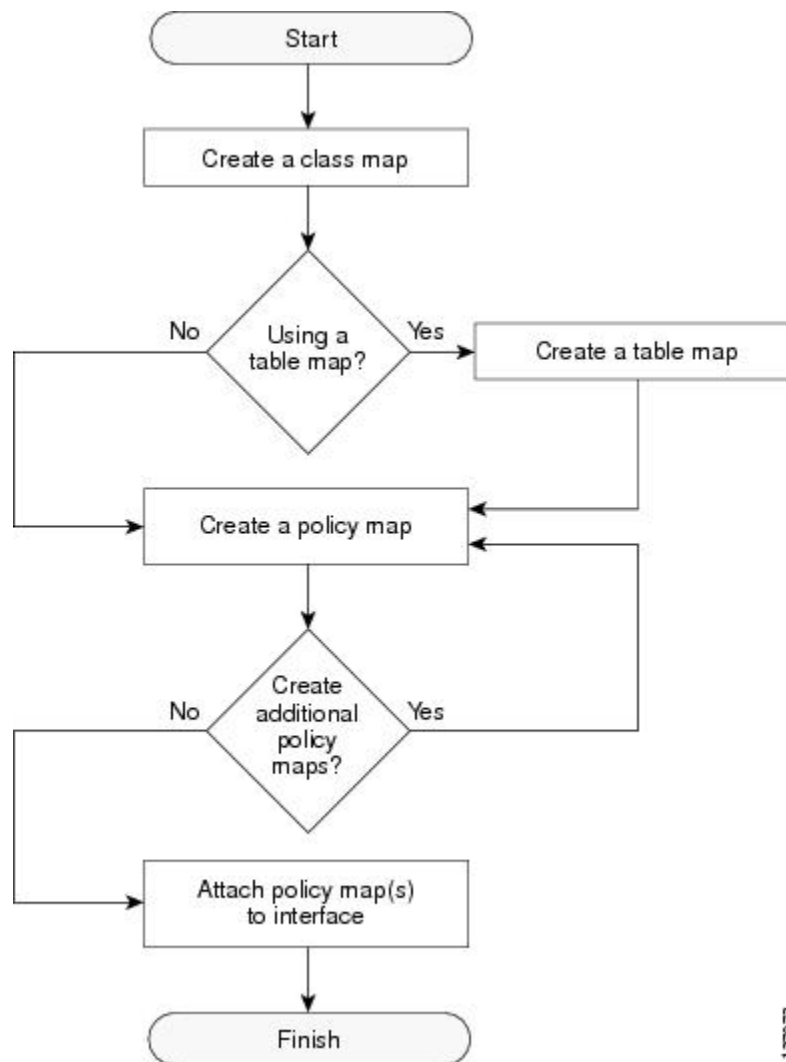 Start
Create a class map
No
Using a
table map?
Yes
Create a table map
Create a policy map
No
Create
additional
policy
maps?
Yes
Attach policy map(s)
to interface
Finish